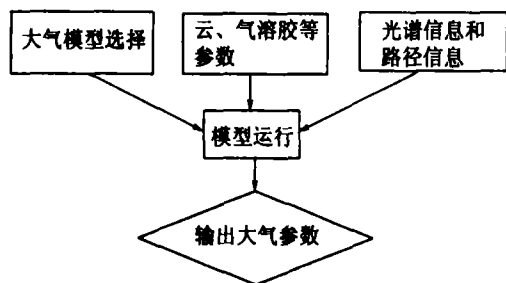 大气模型选择
云、气溶胶等
参数
光谱信息和
路径信息
模型运行
输出大气参数